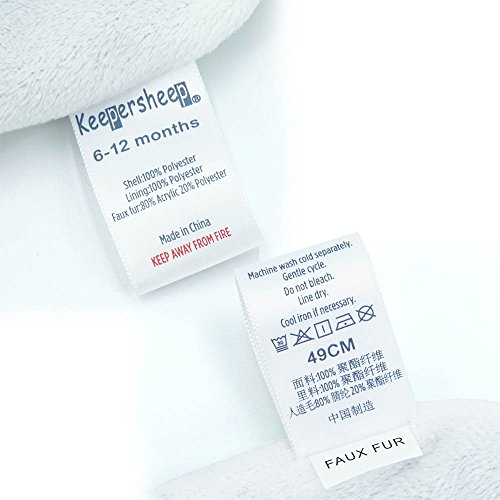 Keepersheep®
6-12 months
Shell:100% Polyester
Lining:100% Polyester
Faux fur:80% Acrylic 20% Polyester
Made in China
KEEP AWAY FROM FIRE
Machine wash cold separately.
Gentle cycle.
Do not bleach.
Line dry.
Cool iron if necessary.
49CM
面料:100% 聚酯纤维
里料:100% 聚酯纤维
人造毛80% 腈纶20% 聚酯纤维
中国制造
FAUX FUR